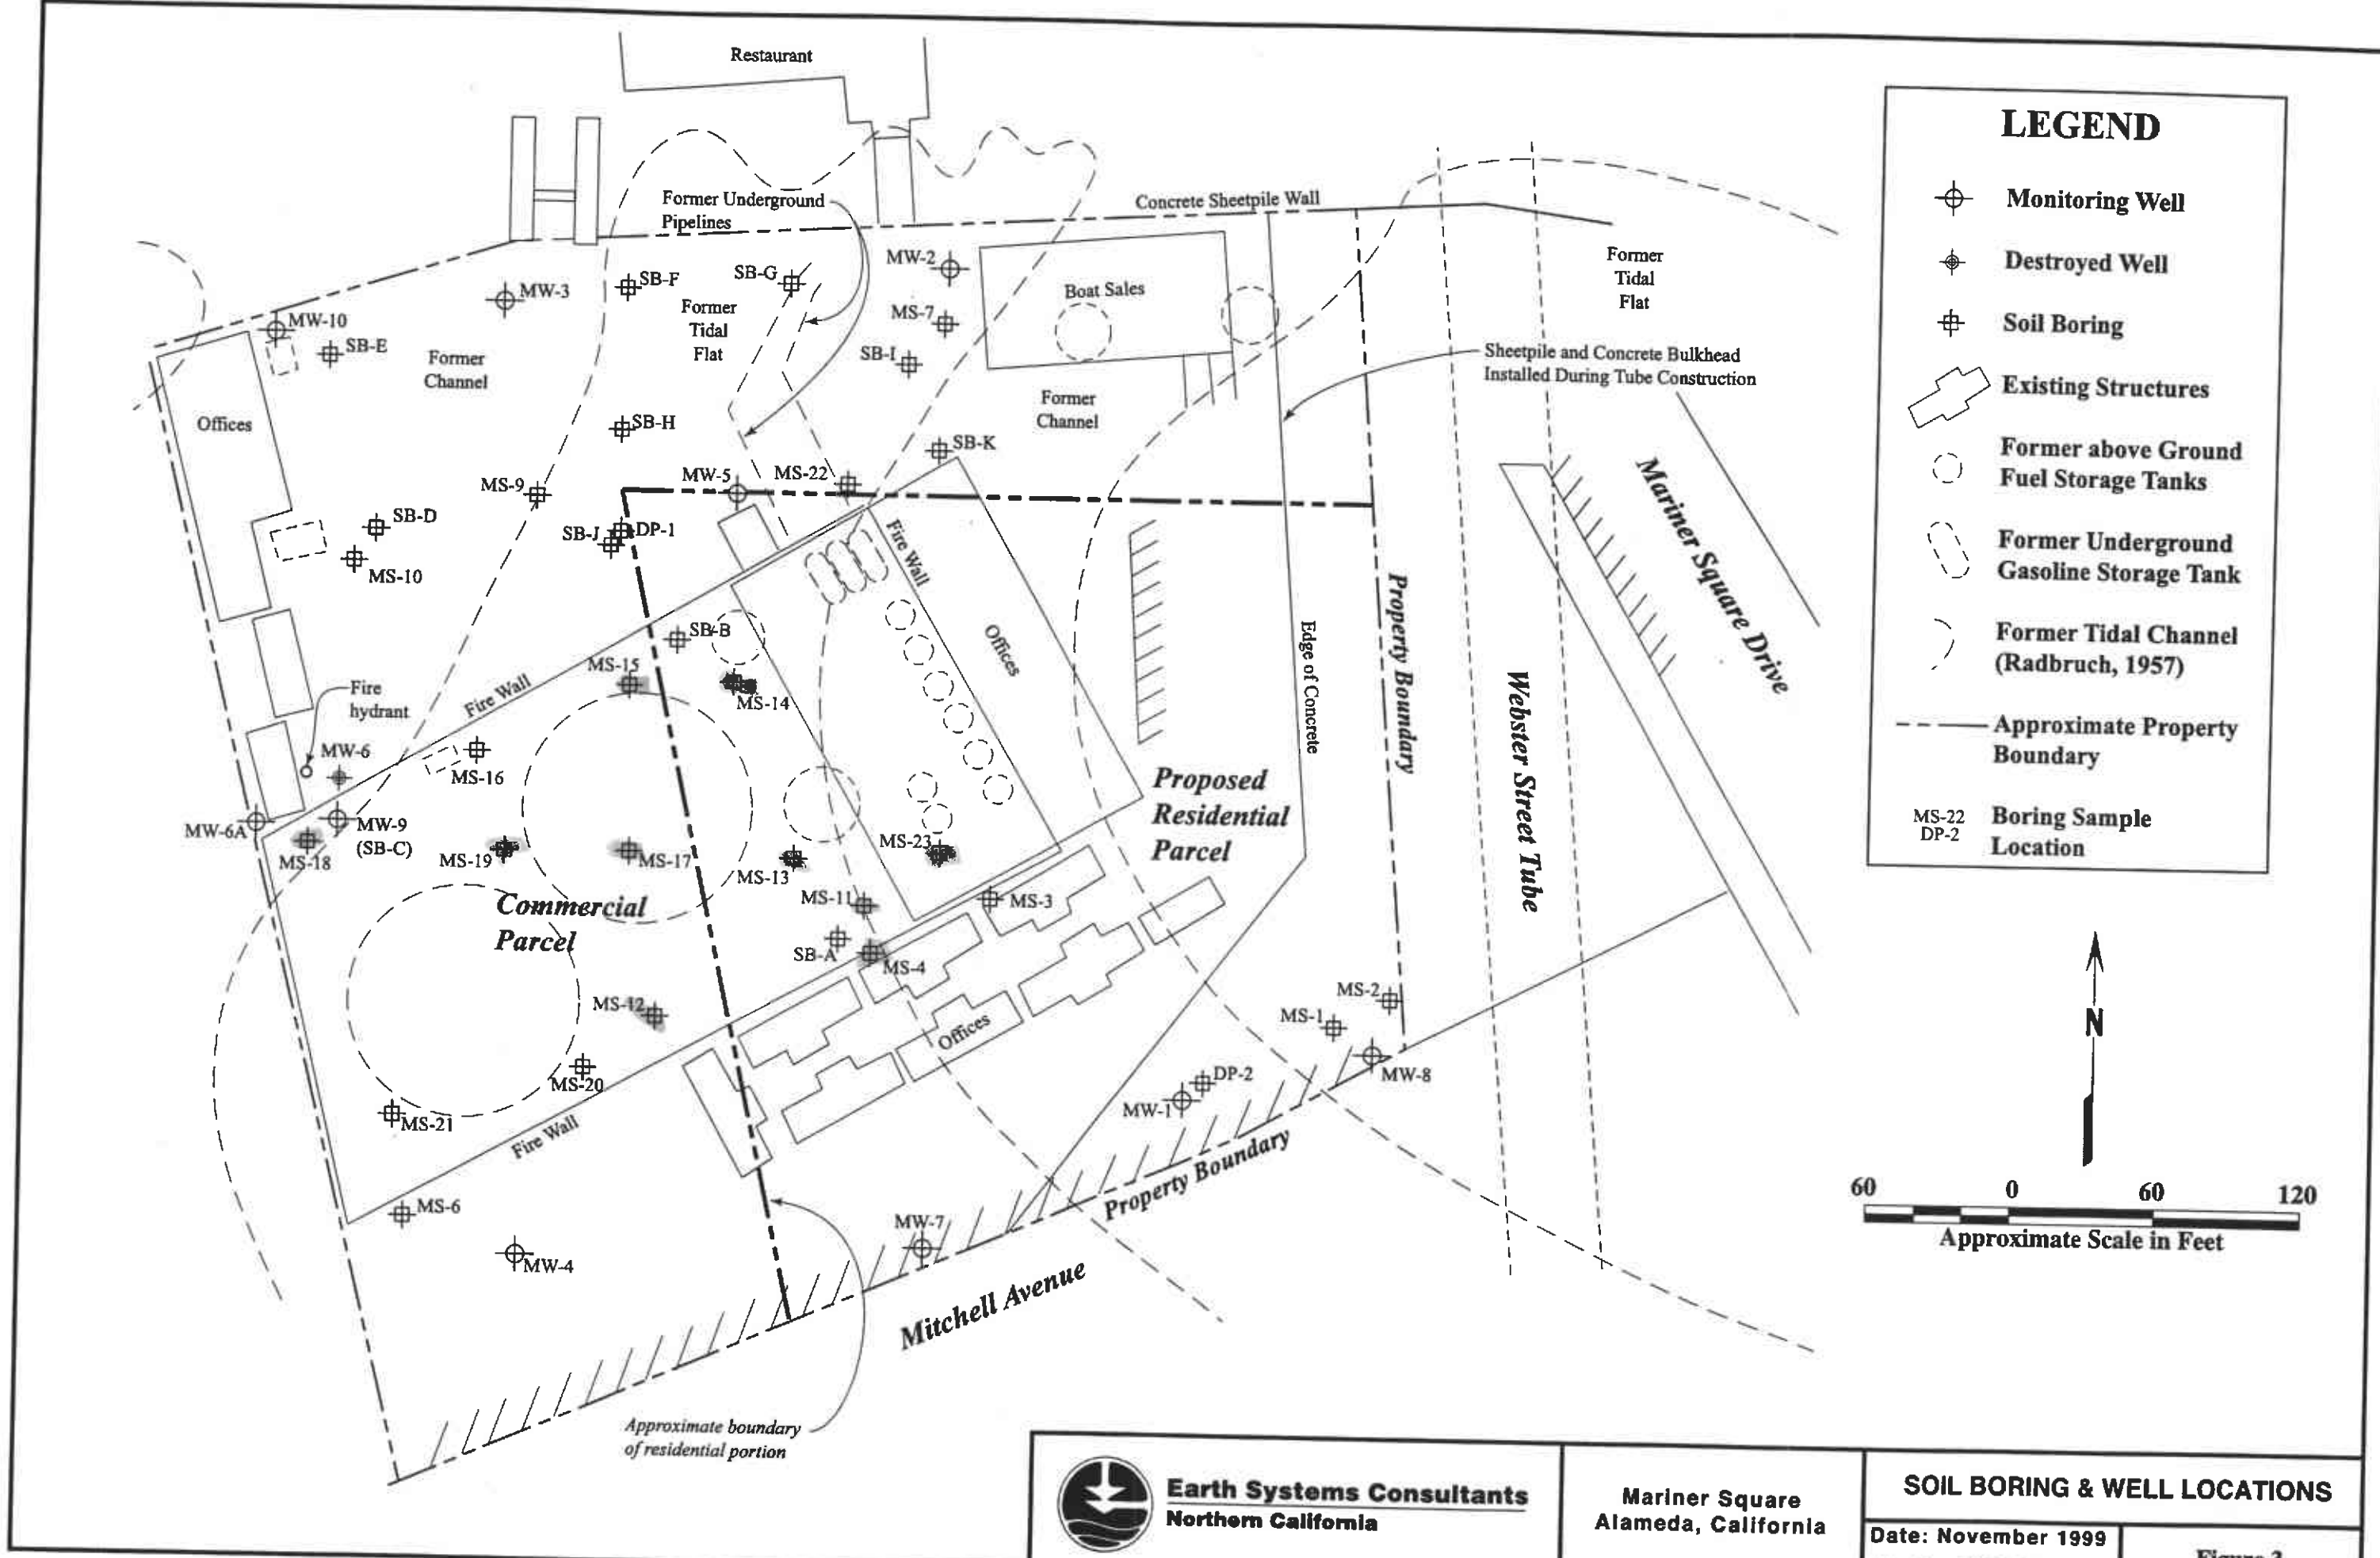 Restaurant
Former Underground
Pipelines
Concrete Sheetpile Wall
MW-2
SB-F
SB-G
MW-3
Former
Tidal
Flat
Boat Sales
MS-7
MW-10
SB-E
SB-I
Former
Channel
Former
Tidal
Flat
Sheetpile and Concrete Bulkhead
Installed During Tube Construction
Offices
Former
Channel
SB-H
SB-K
MS-9
MW-5
MS-22
SB-D
SB-J
DP-1
MS-10
Fire Wall
Mariner Square Drive
Property Boundary
SB-B
Offices
Edge of Concrete
MS-15
MS-14
Fire Wall
Fire
hydrant
MW-6
MS-16
Webster Street Tube
Proposed
Residential
Parcel
MW-6A
MW-9
(SB-C)
MS-18
MS-19
MS-17
MS-13
MS-23
MS-11
MS-3
Commercial
Parcel
SB-A
MS-4
MS-12
Offices
MS-2
MS-1
MW-8
DP-2
MW-1
MS-20
MS-21
Fire Wall
Property Boundary
MS-6
MW-4
MW-7
Mitchell Avenue
Approximate boundary
of residential portion
LEGEND
Monitoring Well
Destroyed Well
Soil Boring
Existing Structures
Former above Ground
Fuel Storage Tanks
Former Underground
Gasoline Storage Tank
Former Tidal Channel
(Radbruch, 1957)
Approximate Property
Boundary
MS-22
DP-2
Boring Sample
Location
N
60 0 60 120
Approximate Scale in Feet
Earth Systems Consultants
Northern California
Mariner Square
Alameda, California
SOIL BORING & WELL LOCATIONS
Date: November 1999